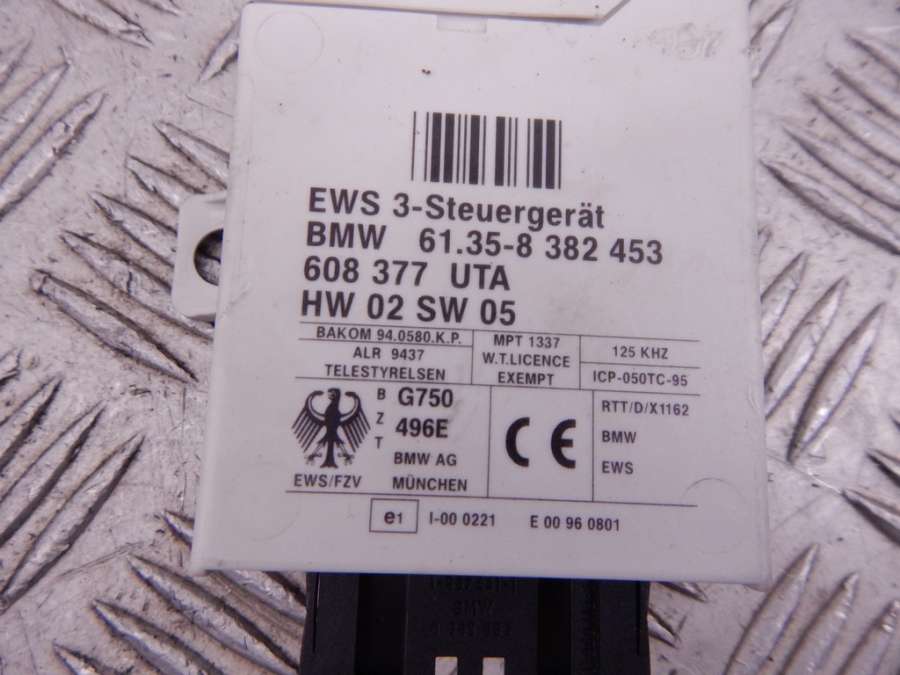 EWS 3-Steuergerät
BMW 61.35-8 382 453
608 377 UTA
HW 02 SW 05
BAKOM 94.0580.K.P.
ALR 9437
TELESTYRELSEN
MPT 1337
W.T.LICENCE
EXEMPT
125 KHZ
ICP-050TC-95
EWS/FZV
BZT
G750
496E
BMW AG
MÜNCHEN
CE
RTT/D/X1162
BMW
EWS
e1 I-00 0221 E 00 96 0801
BMW